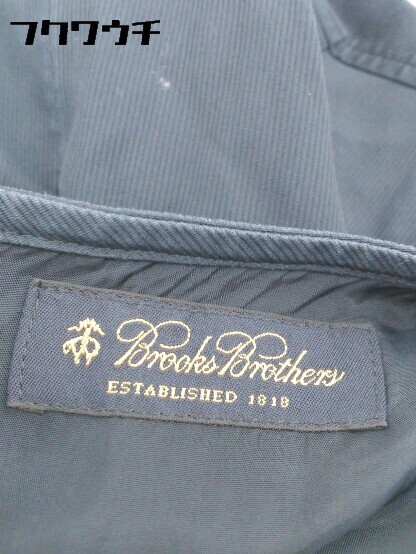 フクワウチ
Brooks Brothers
ESTABLISHED 1818